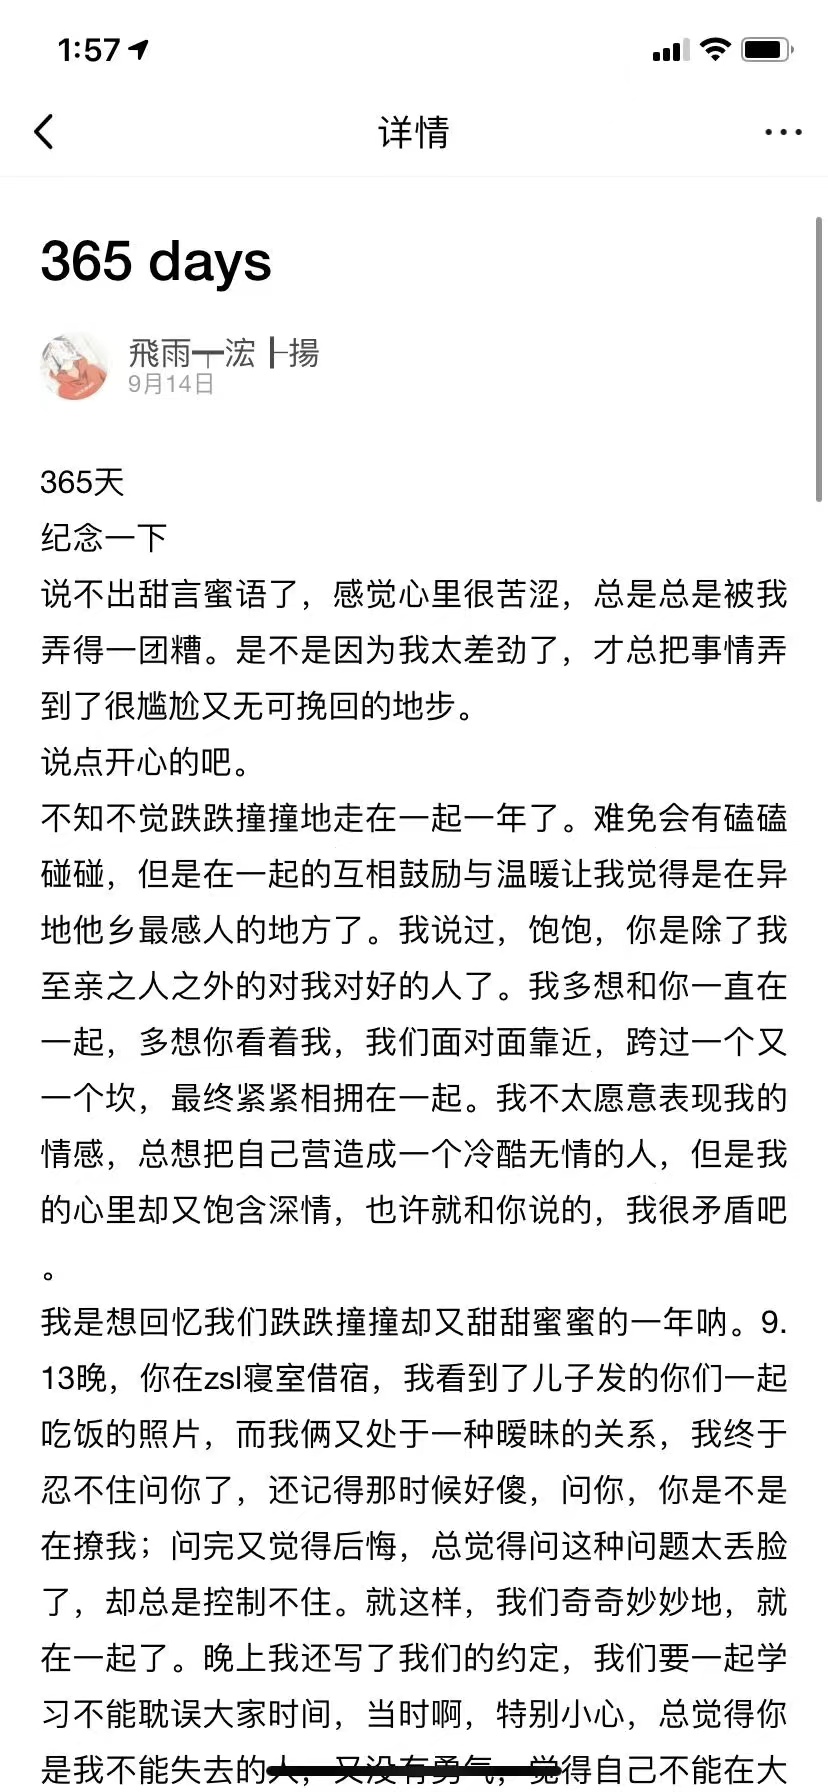 1:57
详情
365 days
飛雨┳浤┣揚
9月14日
365天
纪念一下
说不出甜言蜜语了，感觉心里很苦涩，总是总是被我
弄得一团糟。是不是因为我太差劲了，才总把事情弄
到了很尴尬又无可挽回的地步。
说点开心的吧。
不知不觉跌跌撞撞地走在一起一年了。难免会有磕磕
碰碰，但是在一起的互相鼓励与温暖让我觉得是在异
地他乡最感人的地方了。我说过，饱饱，你是除了我
至亲之人之外的对我对好的人了。我多想和你一直在
一起，多想你看着我，我们面对面靠近，跨过一个又
一个坎，最终紧紧相拥在一起。我不太愿意表现我的
情感，总想把自己营造成一个冷酷无情的人，但是我
的心里却又饱含深情，也许就和你说的，我很矛盾吧
。
我是想回忆我们跌跌撞撞却又甜甜蜜蜜的一年呐。9.
13晚，你在zsl寝室借宿，我看到了儿子发的你们一起
吃饭的照片，而我俩又处于一种暧昧的关系，我终于
忍不住问你了，还记得那时候好傻，问你，你是不是
在撩我；问完又觉得后悔，总觉得问这种问题太丢脸
了，却总是控制不住。就这样，我们奇奇妙妙地，就
在一起了。晚上我还写了我们的约定，我们要一起学
习不能耽误大家时间，当时啊，特别小心，总觉得你
是我不能失去的人，又没有勇气，觉得自己不能在大